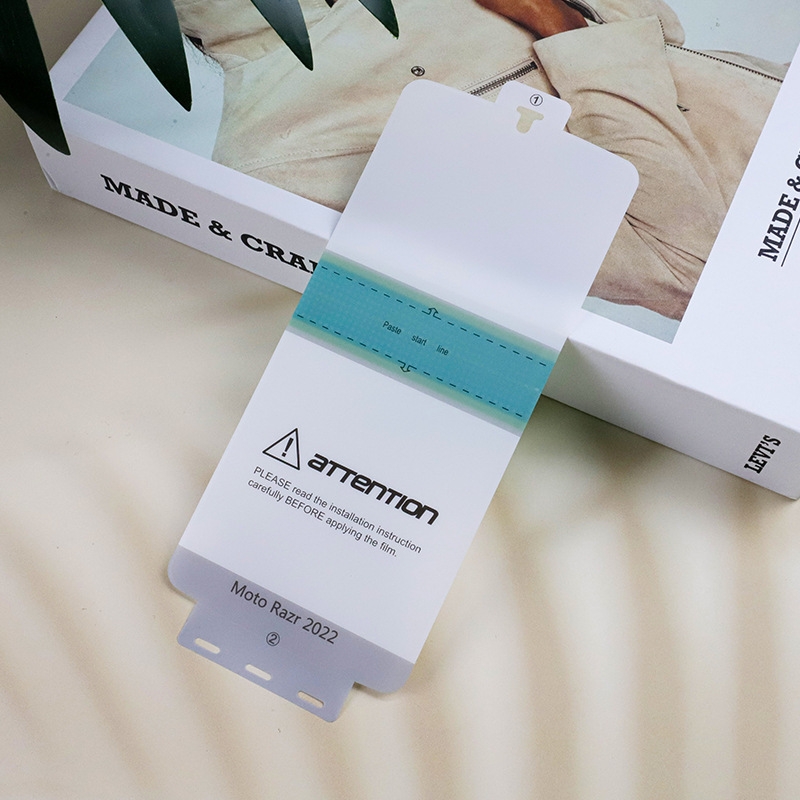 ①
MADE & CRA
MADE &
Paste start line
ATTENTION
PLEASE read the installation instruction
carefully BEFORE applying the film.
LEVI'S
Moto Razr 2022
②